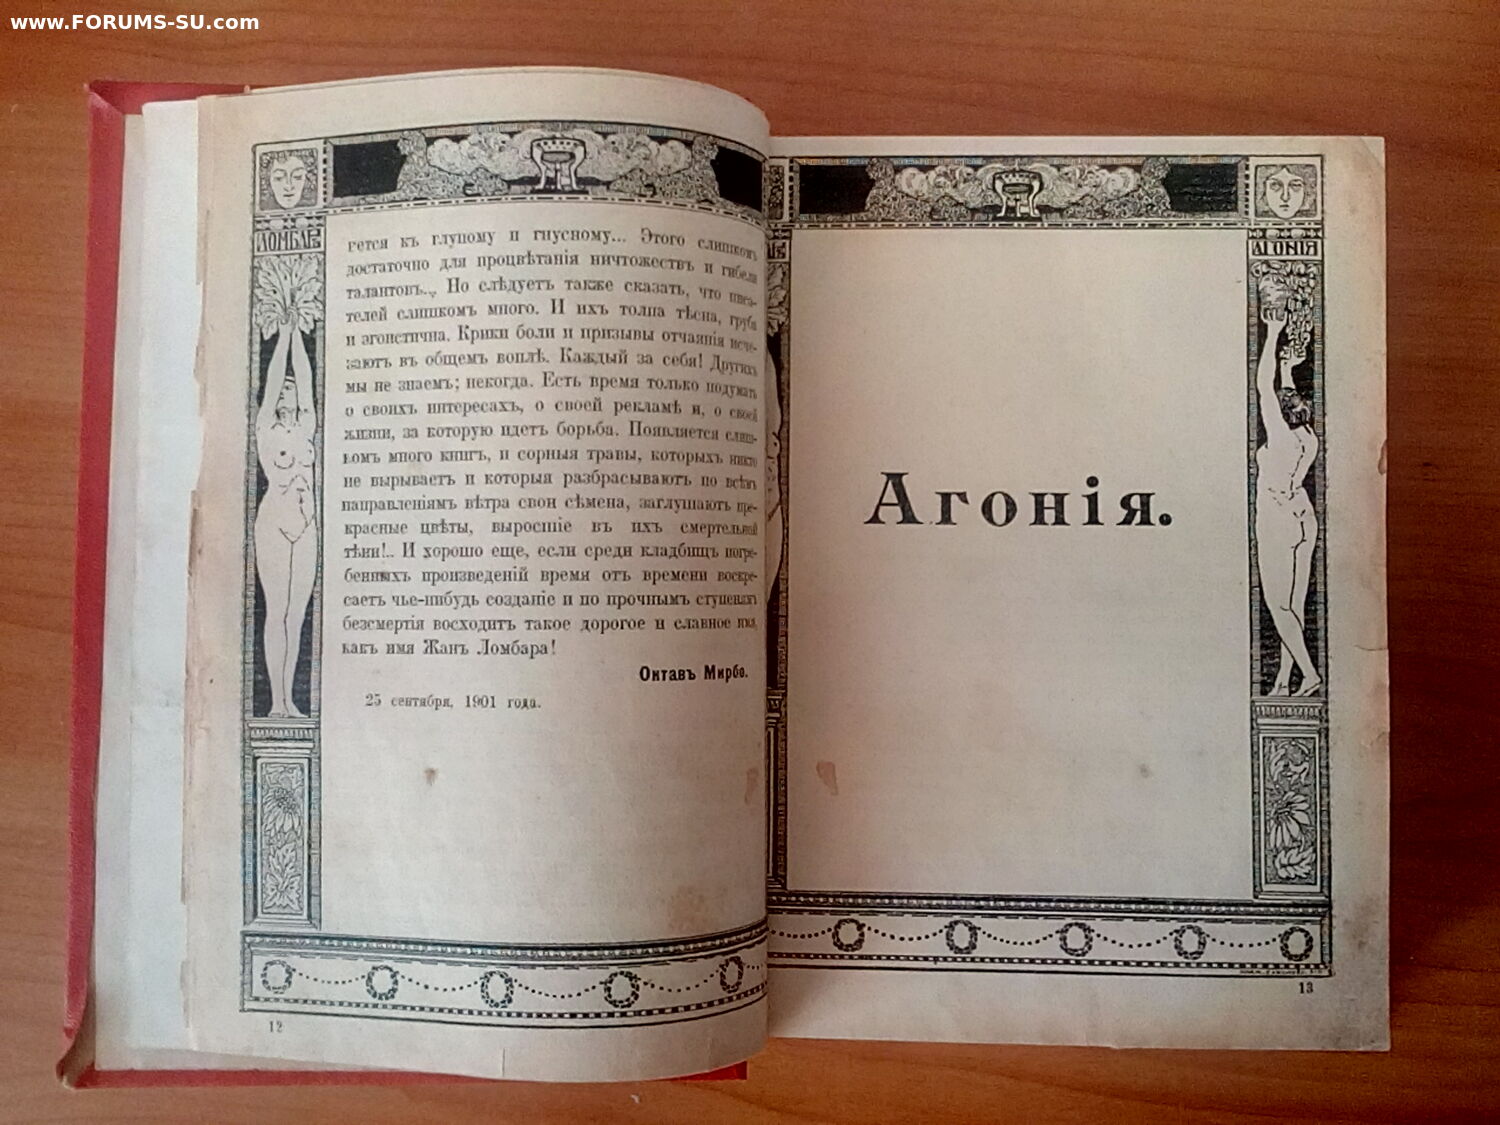 www.FORUMS-SU.com
ЛОМБАР
рется къ глупому и гнусному... Этого слишкомъ
достаточно для процвѣтанія ничтожествъ и гибели
талантовъ... Но слѣдуетъ также сказать, что писа-
телей слишкомъ много. И ихъ толпа тѣсна, груба
и эгоистична. Крики боли и призывы отчаянія исче-
заютъ въ общемъ воплѣ. Каждый за себя! Другихъ
мы не знаемъ; некогда. Есть время только подумать
о своихъ интересахъ, о своей рекламѣ и, о своей
жизни, за которую идетъ борьба. Появляется слиш-
комъ много книгъ, и сорныя травы, которыхъ никто
не вырываетъ и которыя разбрасываютъ по всѣмъ
направленіямъ вѣтра свои сѣмена, заглушаютъ пре-
красные цвѣты, выросшіе въ ихъ смертельной
тѣни!.. И хорошо еще, если среди кладбищъ погре-
бенныхъ произведеній время отъ времени воскре-
саетъ чье-нибудь созданіе и по прочнымъ ступенямъ
безсмертія восходитъ такое дорогое и славное имя,
какъ имя Жанъ Ломбара!
Октавъ Мирбо.
25 сентября, 1901 года.
12
АГОНІЯ
Агонія.
13